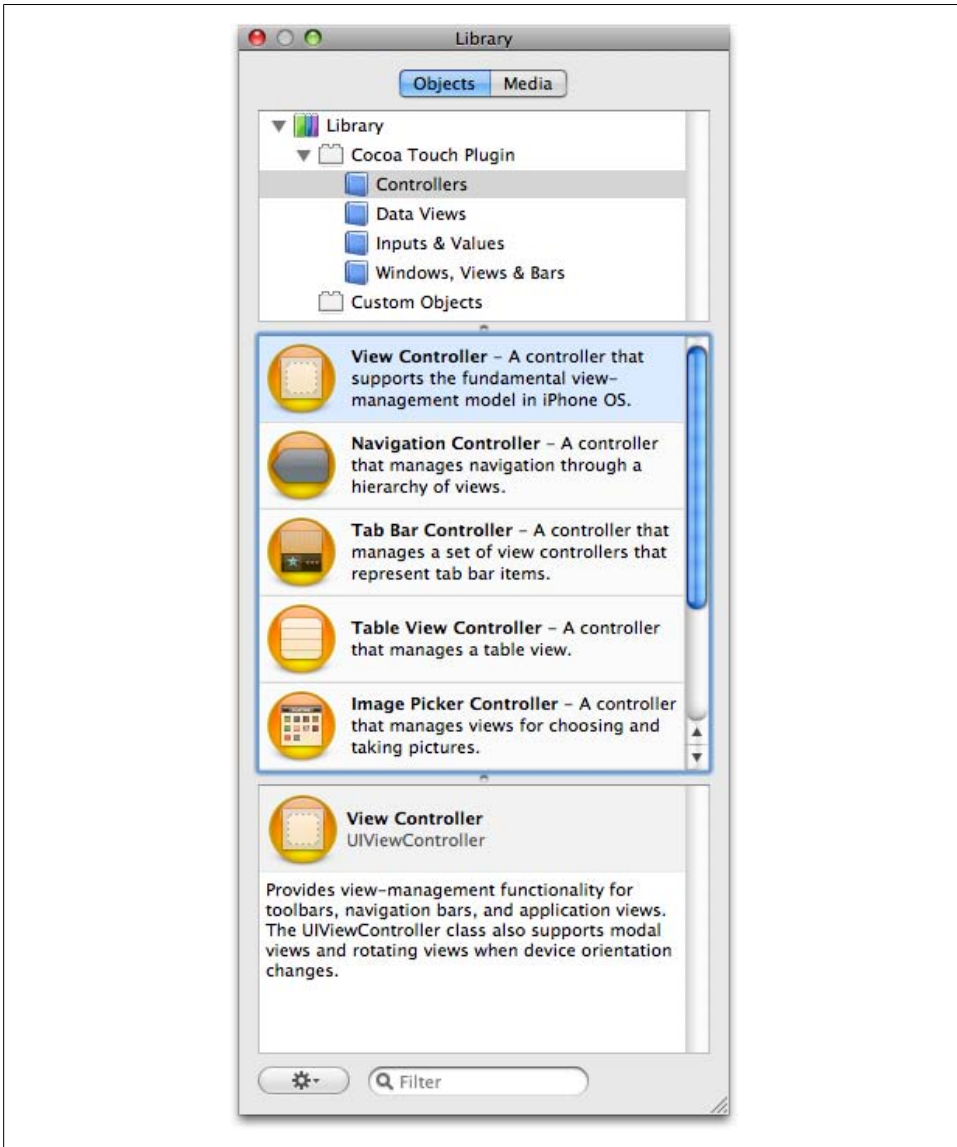 Library
Objects Media
Library
Cocoa Touch Plugin
Controllers
Data Views
Inputs & Values
Windows, Views & Bars
Custom Objects
View Controller – A controller that
supports the fundamental view-
management model in iPhone OS.
Navigation Controller – A controller
that manages navigation through a
hierarchy of views.
Tab Bar Controller – A controller that
manages a set of view controllers that
represent tab bar items.
Table View Controller – A controller
that manages a table view.
Image Picker Controller – A controller
that manages views for choosing and
taking pictures.
View Controller
UIViewController
Provides view-management functionality for
toolbars, navigation bars, and application views.
The UIViewController class also supports modal
views and rotating views when device orientation
changes.
Filter